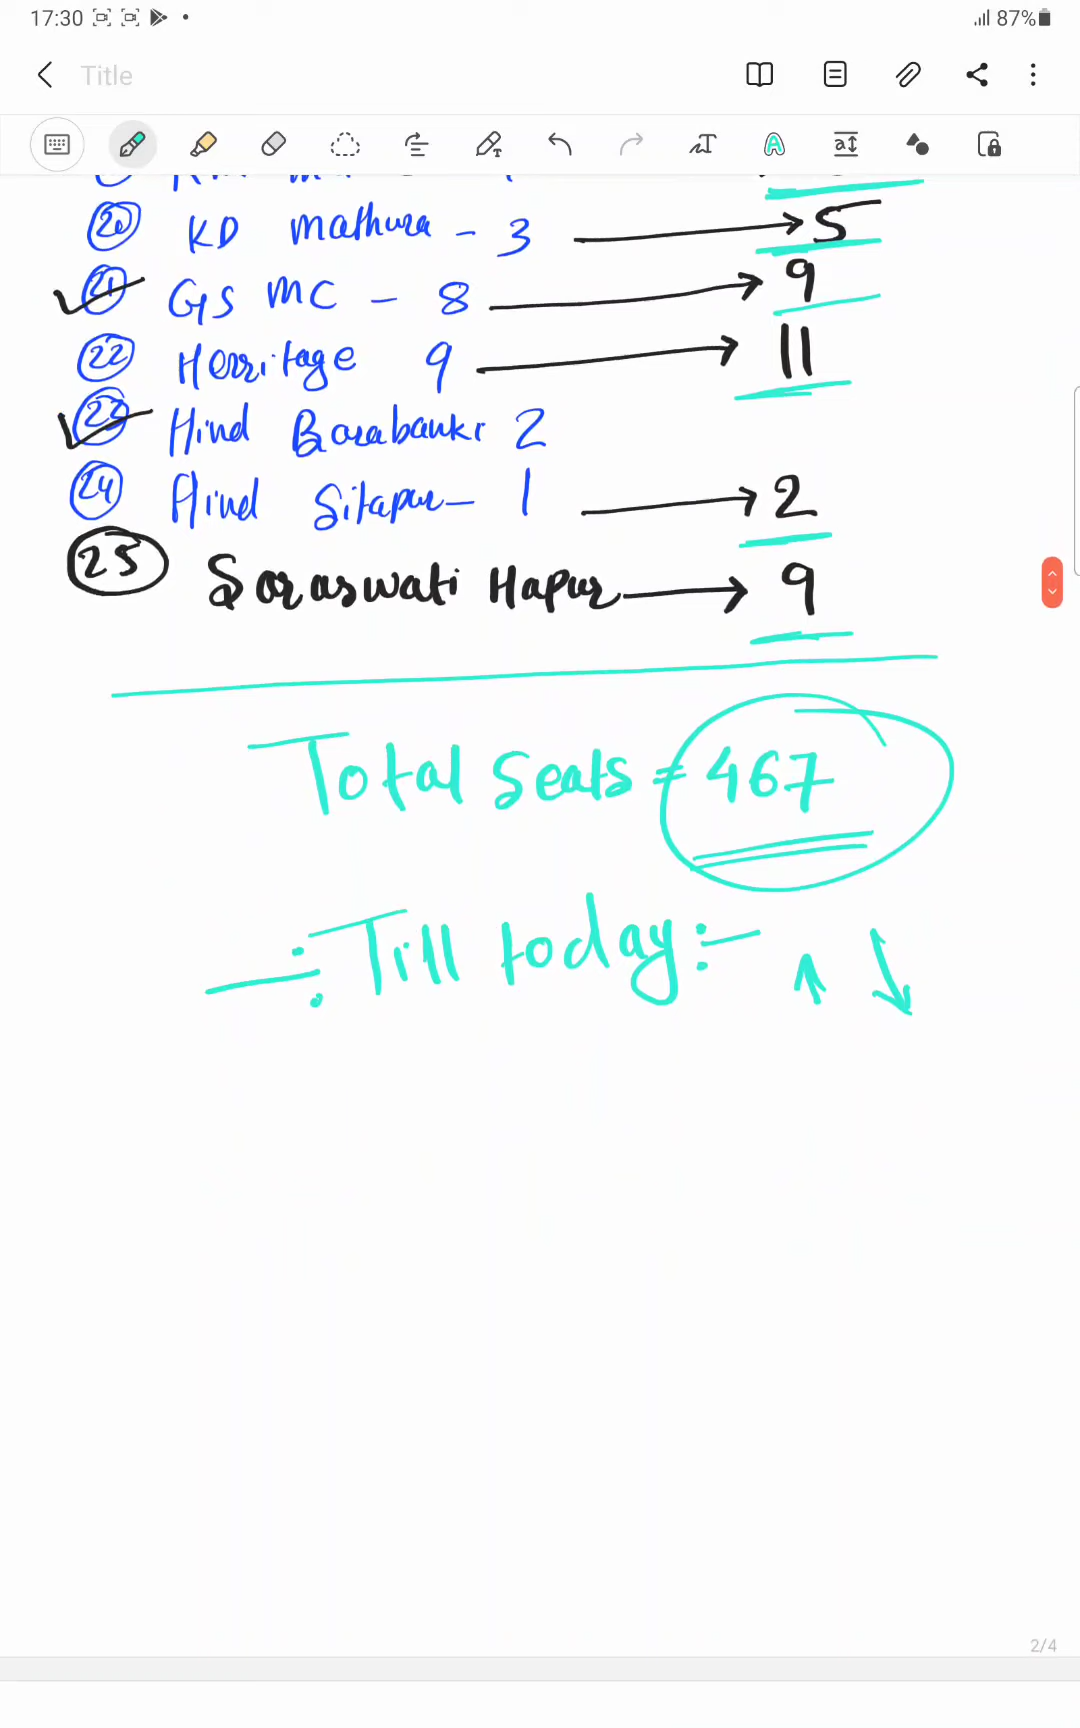 17:30 87%
Title
20 KD Mathura - 3 → 5
21 GS MC - 8 → 9
22 Herritage 9 → 11
23 Hind Barabanki 2
24 Hind Sitapur - 1 → 2
25 Saraswati Hapur → 9
Total Seats = 467
Till today :-
2/4